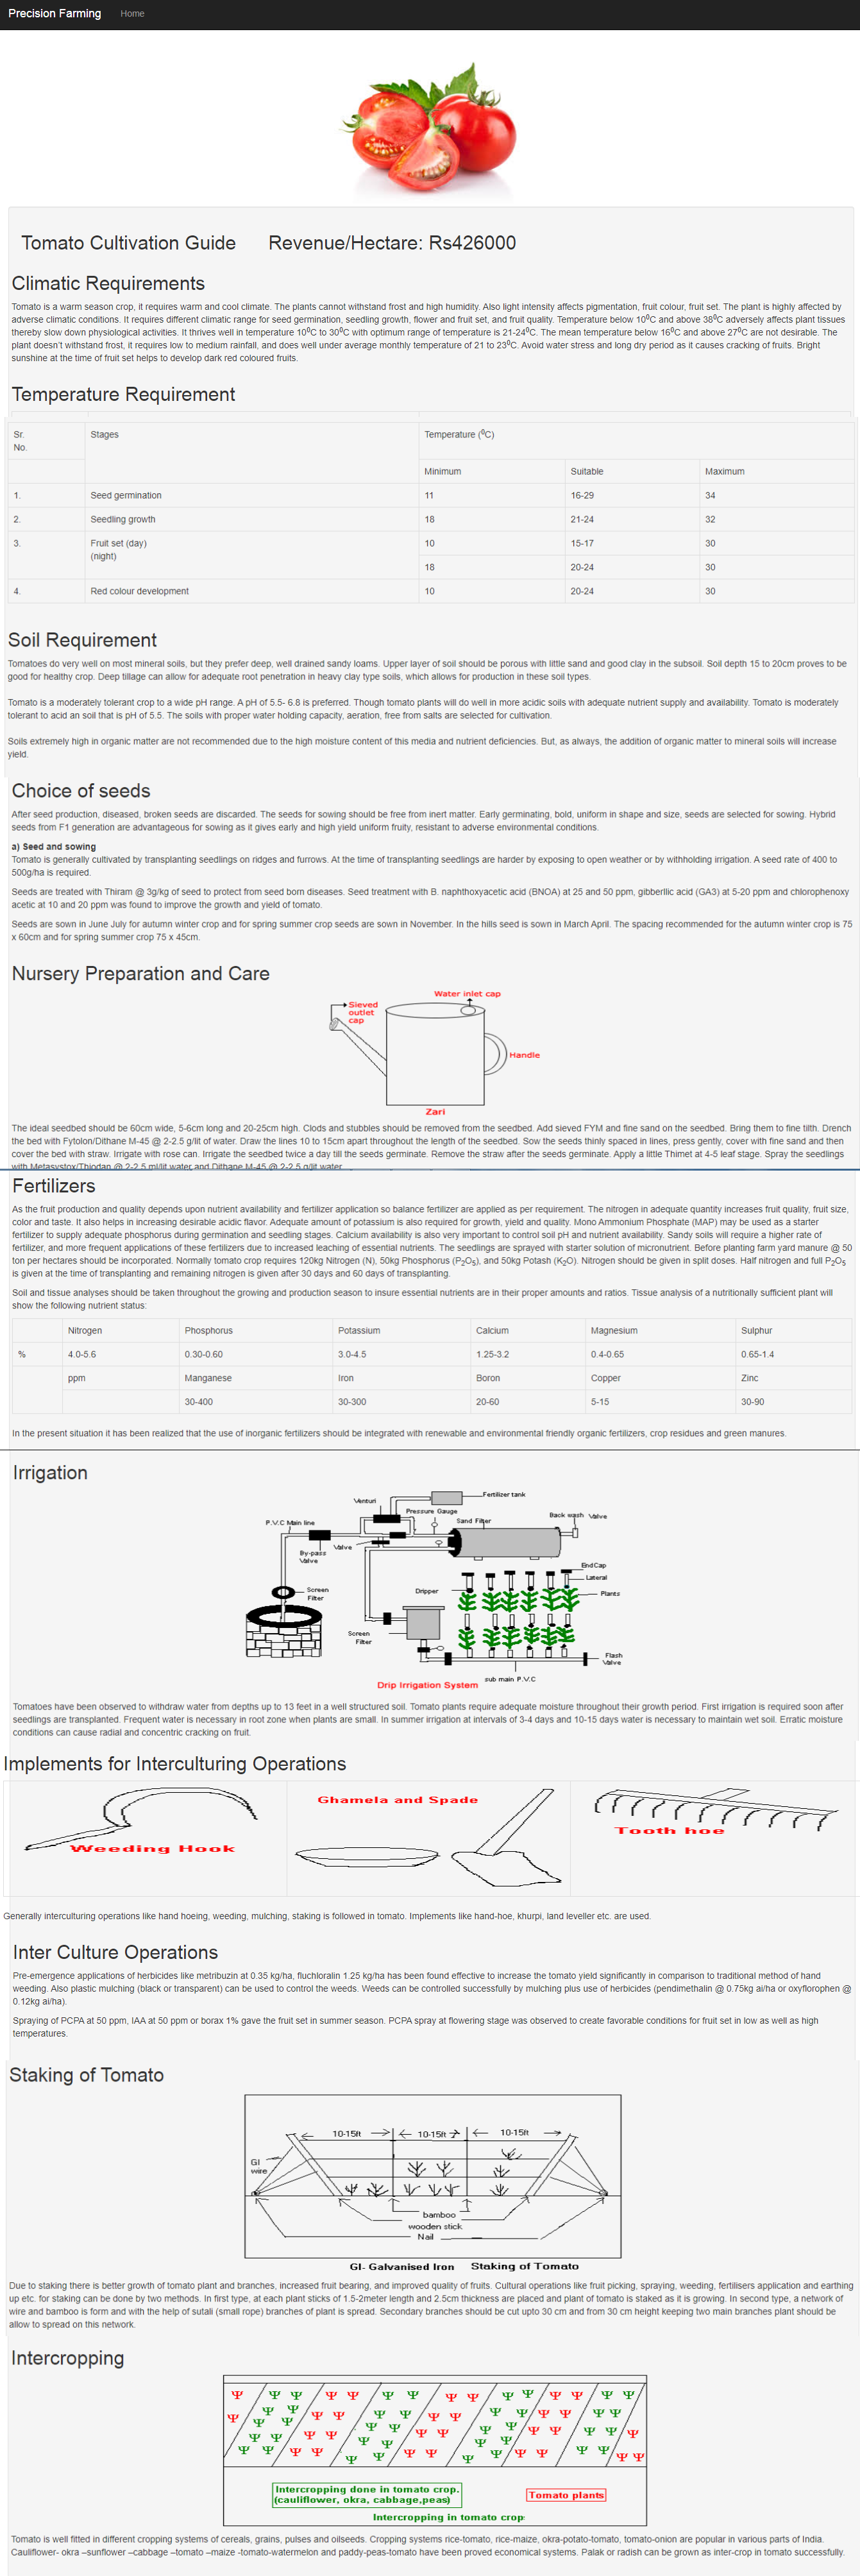 Precision Farming Home
Tomato Cultivation Guide Revenue/Hectare: Rs426000
Climatic Requirements
Tomato is a warm season crop, it requires warm and cool climate. The plants cannot withstand frost and high humidity. Also light intensity affects pigmentation, fruit colour, fruit set. The plant is highly affected by
adverse climatic conditions. It requires different climatic range for seed germination, seedling growth, flower and fruit set, and fruit quality. Temperature below 10⁰C and above 38⁰C adversely affects plant tissues
thereby slow down physiological activities. It thrives well in temperature 10⁰C to 30⁰C with optimum range of temperature is 21-24⁰C. The mean temperature below 16⁰C and above 27⁰C are not desirable. The
plant doesn't withstand frost, it requires low to medium rainfall, and does well under average monthly temperature of 21 to 23⁰C. Avoid water stress and long dry period as it causes cracking of fruits. Bright
sunshine at the time of fruit set helps to develop dark red coloured fruits.
Temperature Requirement
Sr. No. Stages Temperature (⁰C)
Minimum Suitable Maximum
1. Seed germination 11 16-29 34
2. Seedling growth 18 21-24 32
3. Fruit set (day) 10 15-17 30
(night) 18 20-24 30
4. Red colour development 10 20-24 30
Soil Requirement
Tomatoes do very well on most mineral soils, but they prefer deep, well drained sandy loams. Upper layer of soil should be porous with little sand and good clay in the subsoil. Soil depth 15 to 20cm proves to be
good for healthy crop. Deep tillage can allow for adequate root penetration in heavy clay type soils, which allows for production in these soil types.
Tomato is a moderately tolerant crop to a wide pH range. A pH of 5.5- 6.8 is preferred. Though tomato plants will do well in more acidic soils with adequate nutrient supply and availability. Tomato is moderately
tolerant to acid an soil that is pH of 5.5. The soils with proper water holding capacity, aeration, free from salts are selected for cultivation.
Soils extremely high in organic matter are not recommended due to the high moisture content of this media and nutrient deficiencies. But, as always, the addition of organic matter to mineral soils will increase
yield.
Choice of seeds
After seed production, diseased, broken seeds are discarded. The seeds for sowing should be free from inert matter. Early germinating, bold, uniform in shape and size, seeds are selected for sowing. Hybrid
seeds from F1 generation are advantageous for sowing as it gives early and high yield uniform fruity, resistant to adverse environmental conditions.
a) Seed and sowing
Tomato is generally cultivated by transplanting seedlings on ridges and furrows. At the time of transplanting seedlings are harder by exposing to open weather or by withholding irrigation. A seed rate of 400 to
500g/ha is required.
Seeds are treated with Thiram @ 3g/kg of seed to protect from seed born diseases. Seed treatment with B. naphthoxyacetic acid (BNOA) at 25 and 50 ppm, gibberllic acid (GA3) at 5-20 ppm and chlorophenoxy
acetic at 10 and 20 ppm was found to improve the growth and yield of tomato.
Seeds are sown in June July for autumn winter crop and for spring summer crop seeds are sown in November. In the hills seed is sown in March April. The spacing recommended for the autumn winter crop is 75
x 60cm and for spring summer crop 75 x 45cm.
Nursery Preparation and Care
Water inlet cap
Sieved
outlet
cap
Handle
Zari
The ideal seedbed should be 60cm wide, 5-6cm long and 20-25cm high. Clods and stubbles should be removed from the seedbed. Add sieved FYM and fine sand on the seedbed. Bring them to fine tilth. Drench
the bed with Fytolon/Dithane M-45 @ 2-2.5 g/lit of water. Draw the lines 10 to 15cm apart throughout the length of the seedbed. Sow the seeds thinly spaced in lines, press gently, cover with fine sand and then
cover the bed with straw. Irrigate with rose can. Irrigate the seedbed twice a day till the seeds germinate. Remove the straw after the seeds germinate. Apply a little Thimet at 4-5 leaf stage. Spray the seedlings
with Metasystox/Thiodan @ 2-2.5 ml/lit water and Dithane M-45 @ 2-2.5 g/lit water.
Fertilizers
As the fruit production and quality depends upon nutrient availability and fertilizer application so balance fertilizer are applied as per requirement. The nitrogen in adequate quantity increases fruit quality, fruit size,
color and taste. It also helps in increasing desirable acidic flavor. Adequate amount of potassium is also required for growth, yield and quality. Mono Ammonium Phosphate (MAP) may be used as a starter
fertilizer to supply adequate phosphorus during germination and seedling stages. Calcium availability is also very important to control soil pH and nutrient availability. Sandy soils will require a higher rate of
fertilizer, and more frequent applications of these fertilizers due to increased leaching of essential nutrients. The seedlings are sprayed with starter solution of micronutrient. Before planting farm yard manure @ 50
ton per hectares should be incorporated. Normally tomato crop requires 120kg Nitrogen (N), 50kg Phosphorus (P₂O₅), and 50kg Potash (K₂O). Nitrogen should be given in split doses. Half nitrogen and full P₂O₅
is given at the time of transplanting and remaining nitrogen is given after 30 days and 60 days of transplanting.
Soil and tissue analyses should be taken throughout the growing and production season to insure essential nutrients are in their proper amounts and ratios. Tissue analysis of a nutritionally sufficient plant will
show the following nutrient status:
Nitrogen Phosphorus Potassium Calcium Magnesium Sulphur
% 4.0-5.6 0.30-0.60 3.0-4.5 1.25-3.2 0.4-0.65 0.65-1.4
ppm Manganese Iron Boron Copper Zinc
30-400 30-300 20-60 5-15 30-90
In the present situation it has been realized that the use of inorganic fertilizers should be integrated with renewable and environmental friendly organic fertilizers, crop residues and green manures.
Irrigation
Fertilizer tank
Venturi
Pressure Gauge
P.V.C Main line
Sand Filter
Back wash Valve
By-pass
Valve
Valve
EndCap
Lateral
Screen
Filter
Dripper
Plants
Screen
Filter
Flash
Valve
sub main P.V.C
Drip Irrigation System
Tomatoes have been observed to withdraw water from depths up to 13 feet in a well structured soil. Tomato plants require adequate moisture throughout their growth period. First irrigation is required soon after
seedlings are transplanted. Frequent water is necessary in root zone when plants are small. In summer irrigation at intervals of 3-4 days and 10-15 days water is necessary to maintain wet soil. Erratic moisture
conditions can cause radial and concentric cracking on fruit.
Implements for Interculturing Operations
Weeding Hook
Ghamela and Spade
Tooth hoe
Generally interculturing operations like hand hoeing, weeding, mulching, staking is followed in tomato. Implements like hand-hoe, khurpi, land leveller etc. are used.
Inter Culture Operations
Pre-emergence applications of herbicides like metribuzin at 0.35 kg/ha, fluchloralin 1.25 kg/ha has been found effective to increase the tomato yield significantly in comparison to traditional method of hand
weeding. Also plastic mulching (black or transparent) can be used to control the weeds. Weeds can be controlled successfully by mulching plus use of herbicides (pendimethalin @ 0.75kg ai/ha or oxyflorophen @
0.12kg ai/ha).
Spraying of PCPA at 50 ppm, IAA at 50 ppm or borax 1% gave the fruit set in summer season. PCPA spray at flowering stage was observed to create favorable conditions for fruit set in low as well as high
temperatures.
Staking of Tomato
10-15ft 10-15ft 10-15ft
GI
wire
bamboo
wooden stick
Nail
GI- Galvanised Iron Staking of Tomato
Due to staking there is better growth of tomato plant and branches, increased fruit bearing, and improved quality of fruits. Cultural operations like fruit picking, spraying, weeding, fertilisers application and earthing
up etc. for staking can be done by two methods. In first type, at each plant sticks of 1.5-2meter length and 2.5cm thickness are placed and plant of tomato is staked as it is growing. In second type, a network of
wire and bamboo is form and with the help of sutali (small rope) branches of plant is spread. Secondary branches should be cut upto 30 cm and from 30 cm height keeping two main branches plant should be
allow to spread on this network.
Intercropping
Intercropping done in tomato crop.
(cauliflower, okra, cabbage,peas)
Tomato plants
Intercropping in tomato crop
Tomato is well fitted in different cropping systems of cereals, grains, pulses and oilseeds. Cropping systems rice-tomato, rice-maize, okra-potato-tomato, tomato-onion are popular in various parts of India.
Cauliflower- okra –sunflower –cabbage –tomato –maize -tomato-watermelon and paddy-peas-tomato have been proved economical systems. Palak or radish can be grown as inter-crop in tomato successfully.